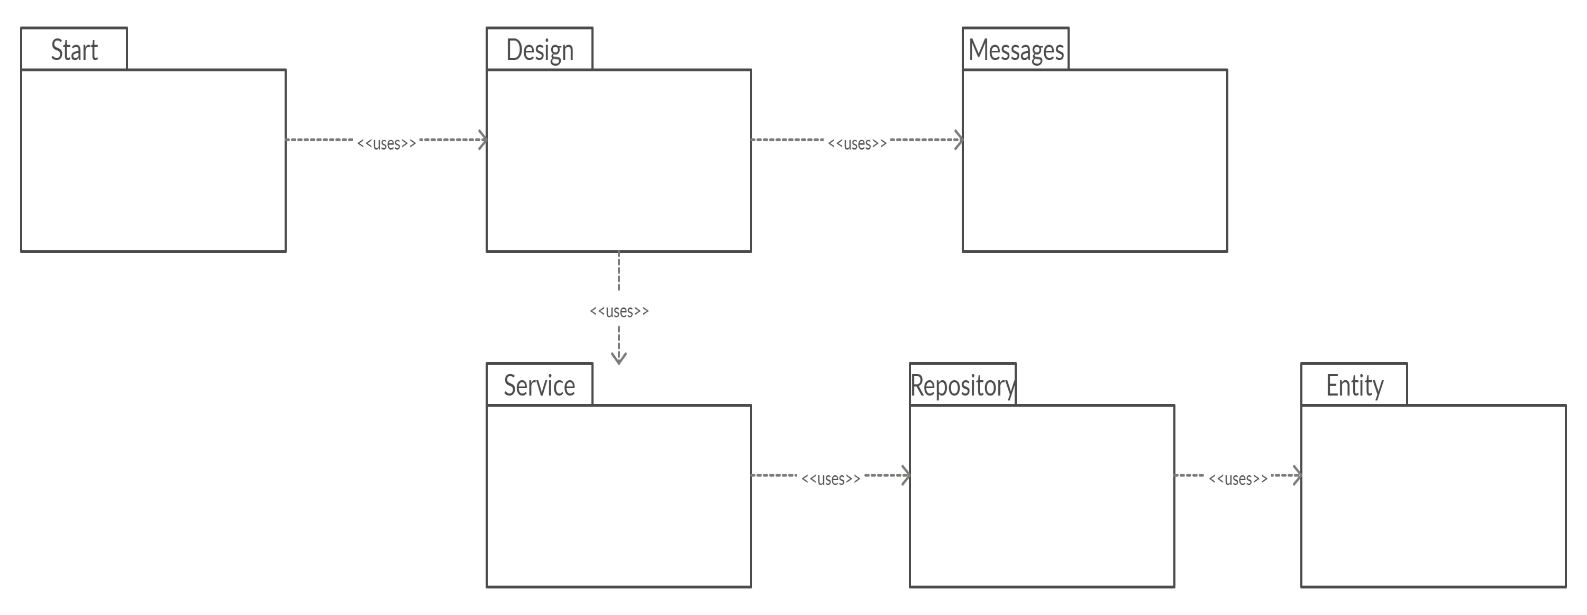 Start
Design
Messages
<<uses>>
<<uses>>
<<uses>>
Service
Repository
Entity
<<uses>>
<<uses>>